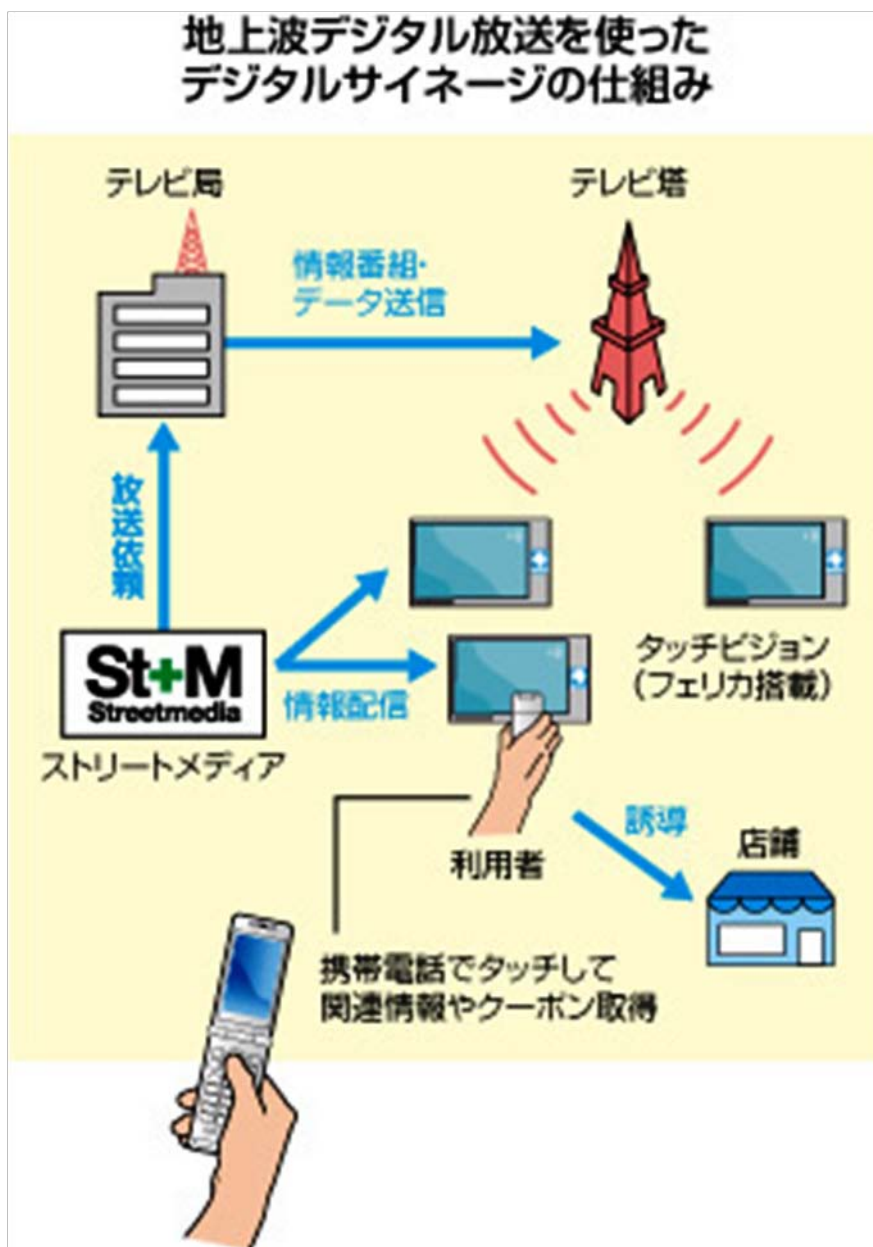 地上波デジタル放送を使った
デジタルサイネージの仕組み
テレビ局
テレビ塔
情報番組・
データ送信
放送依頼
St+M
Streetmedia
ストリートメディア
情報配信
タッチビジョン
（フェリカ搭載）
利用者
誘導
店舗
携帯電話でタッチして
関連情報やクーポン取得